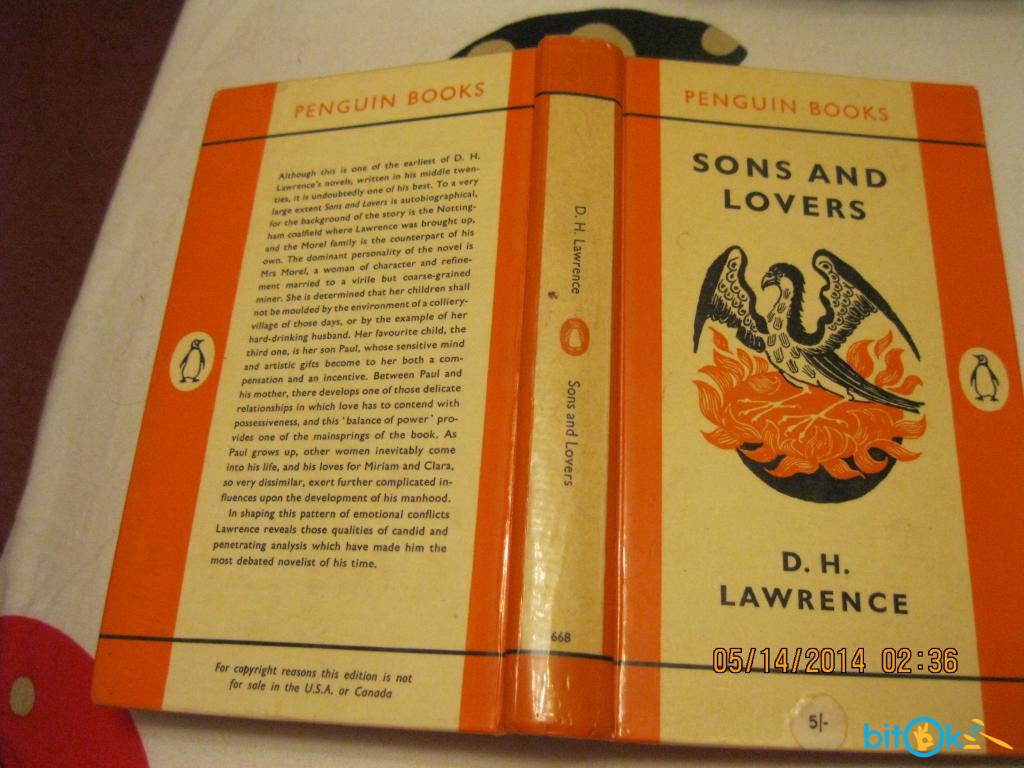 PENGUIN BOOKS
Although this is one of the earliest of D. H.
Lawrence's novels, written in his middle twen-
ties, it is undoubtedly one of his best. To a very
large extent Sons and Lovers is autobiographical,
for the background of the story is the Notting-
ham coalfield where Lawrence was brought up,
and the Morel family is the counterpart of his
own. The dominant personality of the novel is
Mrs Morel, a woman of character and refine-
ment married to a virile but coarse-grained
miner. She is determined that her children shall
not be moulded by the environment of a colliery-
village of those days, or by the example of her
hard-drinking husband. Her favourite child, the
third one, is her son Paul, whose sensitive mind
and artistic gifts become to her both a com-
pensation and an incentive. Between Paul and
his mother, there develops one of those delicate
relationships in which love has to contend with
possessiveness, and this 'balance of power' pro-
vides one of the mainsprings of the book. As
Paul grows up, other women inevitably come
into his life, and his loves for Miriam and Clara,
so very dissimilar, exert further complicated in-
fluences upon the development of his manhood.
In shaping this pattern of emotional conflicts
Lawrence reveals those qualities of candid and
penetrating analysis which have made him the
most debated novelist of his time.
For copyright reasons this edition is not
for sale in the U.S.A. or Canada
D. H. Lawrence
Sons and Lovers
668
PENGUIN BOOKS
SONS AND
LOVERS
D. H.
LAWRENCE
5/-
05/14/2014 02:36
bitOk